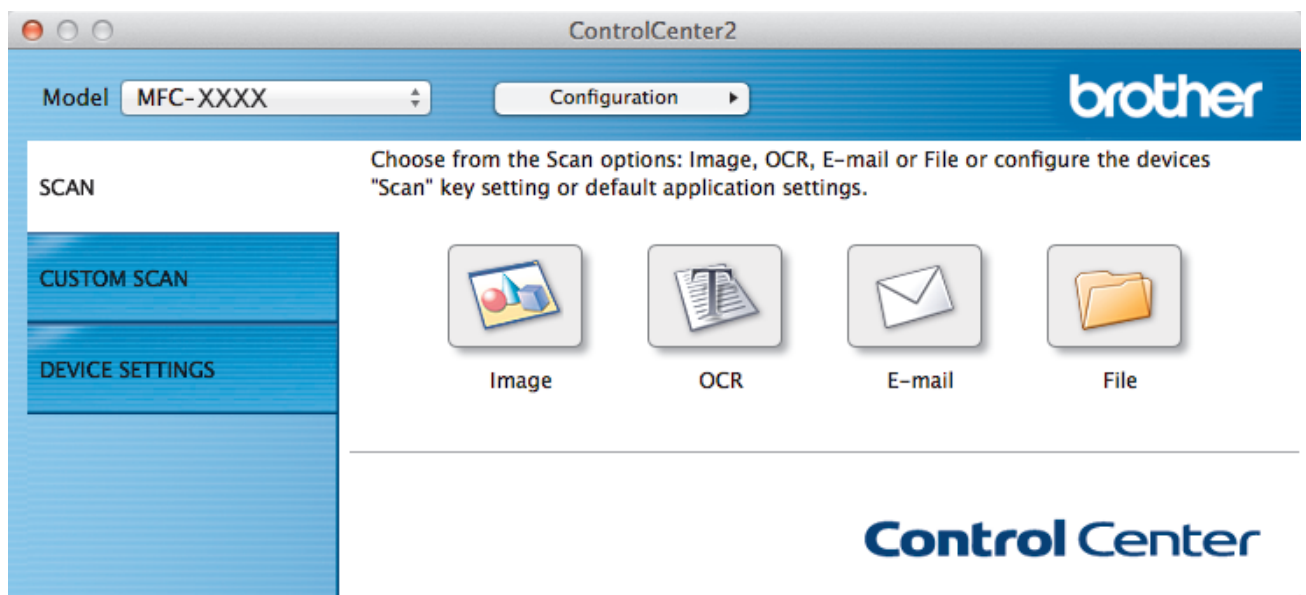 ControlCenter2
Model MFC-XXXX Configuration brother
SCAN
Choose from the Scan options: Image, OCR, E-mail or File or configure the devices
"Scan" key setting or default application settings.
CUSTOM SCAN
DEVICE SETTINGS
T
Image OCR E-mail File
Control Center